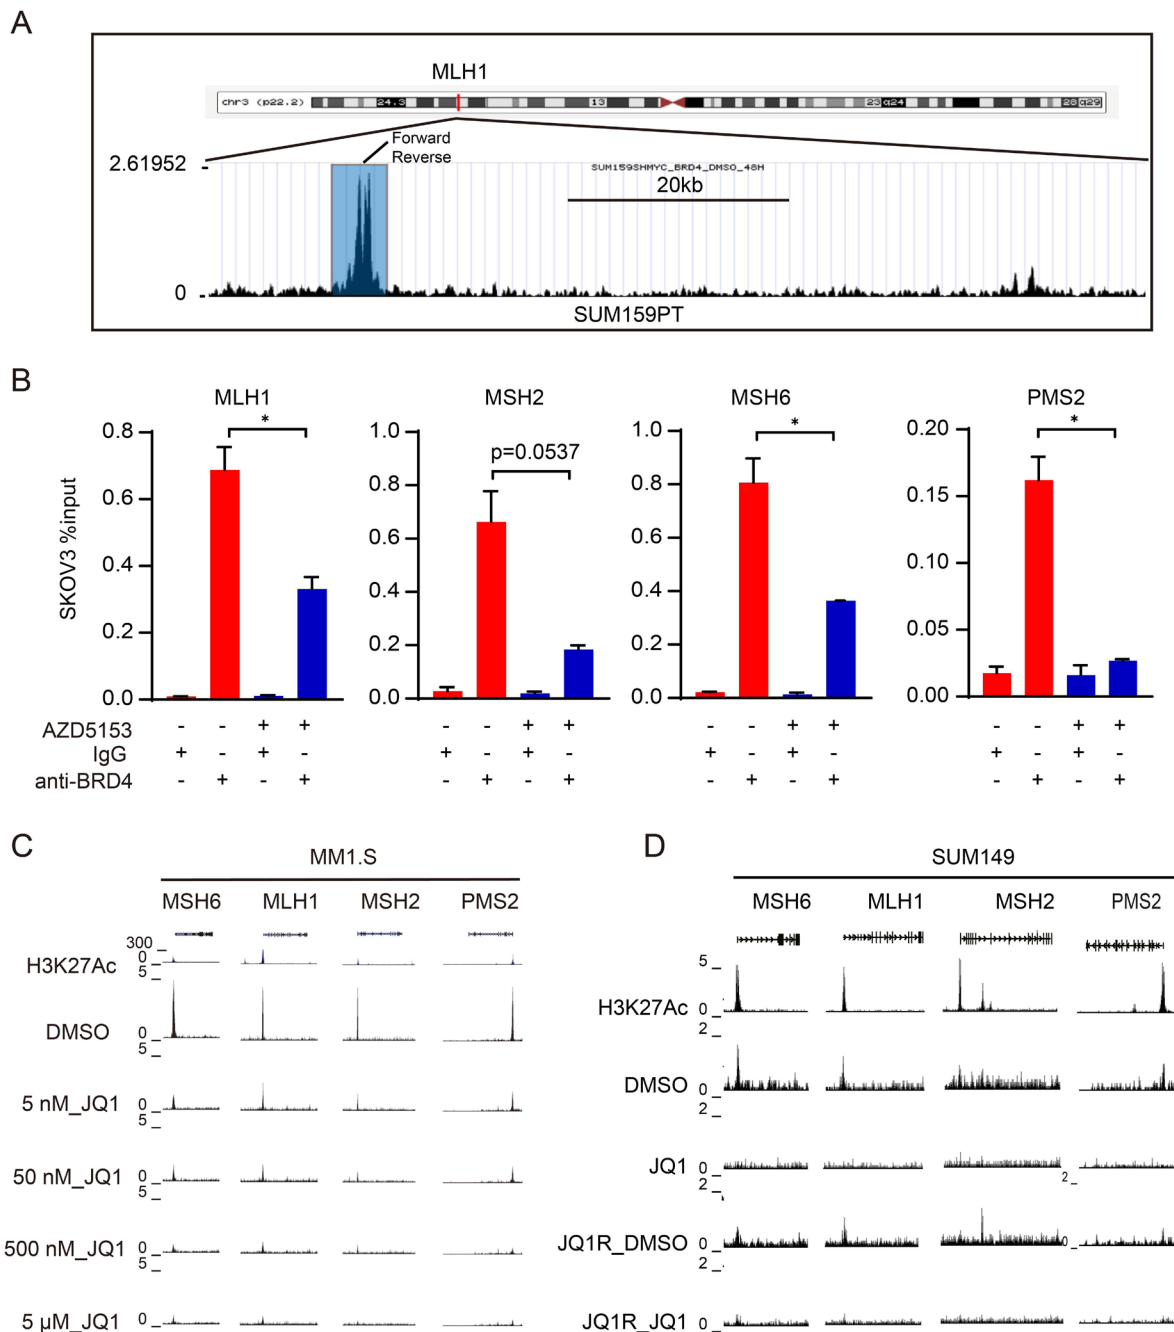 A
MLH1
chr3 (p22.2) 24.3 13 23 q24 28 q29
Forward
Reverse
2.61952
SUM159SHMYC_BRD4_DMSO_48H
20kb
0
SUM159PT
B
MLH1 MSH2 MSH6 PMS2
SKOV3 %input
0.8 0.6 0.4 0.2 0.0
*
1.0 0.8 0.6 0.4 0.2 0.0
p=0.0537
1.0 0.8 0.6 0.4 0.2 0.0
*
0.20 0.15 0.10 0.05 0.00
*
AZD5153 - - + + - - + + - - + + - - + +
IgG + - + - + - + - + - + - + - + -
anti-BRD4 - + - + - + - + - + - + - + - +
C
MM1.S
MSH6 MLH1 MSH2 PMS2
300
H3K27Ac 0
5
DMSO 0
5
5 nM_JQ1 0
5
50 nM_JQ1 0
5
500 nM_JQ1 0
5
5 µM_JQ1 0
D
SUM149
MSH6 MLH1 MSH2 PMS2
5
H3K27Ac 0
2
DMSO 0
2
JQ1 0
2 2
JQ1R_DMSO 0 0
2
JQ1R_JQ1 0